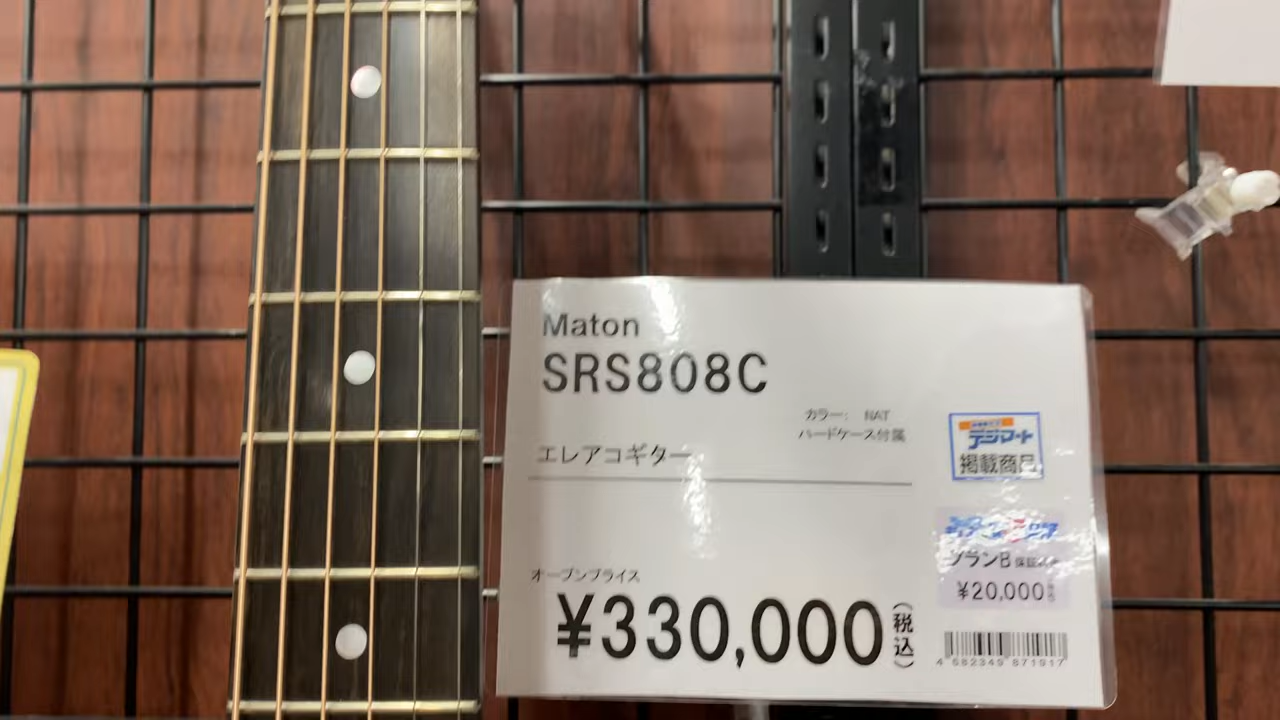 Maton
SRS808C
カラー: NAT
ハードケース付属
エレアコギター
デジマート
掲載商品
オープンプライス
¥330,000(税込)
プランB
¥20,000
4 582349 871917